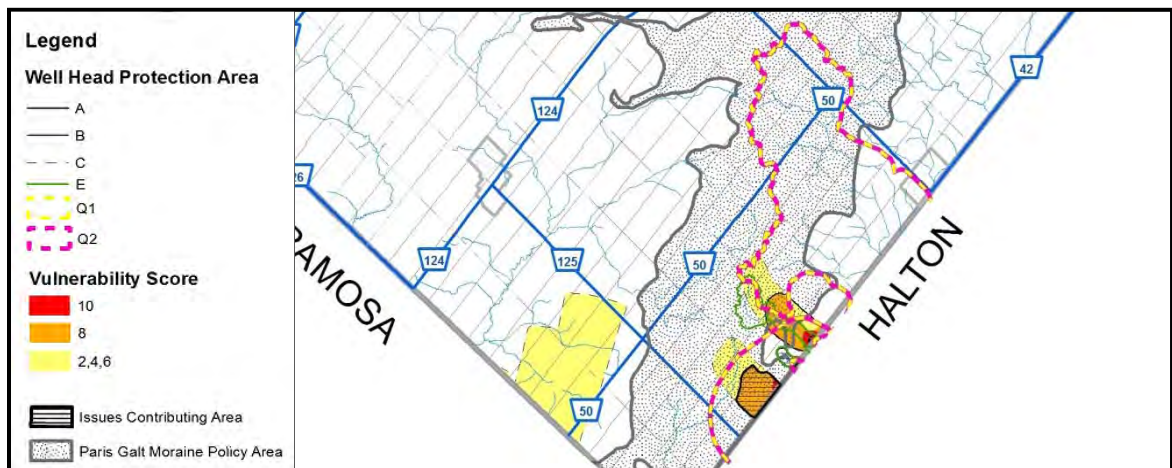 Legend
Well Head Protection Area
A
B
C
E
Q1
Q2
Vulnerability Score
10
8
2,4,6
Issues Contributing Area
Paris Galt Moraine Policy Area
42
50
124
26
50
124
125
50
50
RAMOSA
HALTON